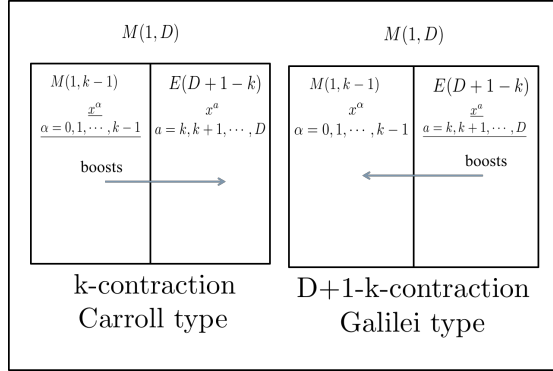 M(1, D)
M(1, D)
M(1, k−1)
E(D+1−k)
x^α
x^a
α = 0, 1, ⋯, k−1
a = k, k+1, ⋯, D
boosts
k-contraction
Carroll type
M(1, k−1)
E(D+1−k)
x^α
x^a
α = 0, 1, ⋯, k−1
a = k, k+1, ⋯, D
boosts
D+1-k-contraction
Galilei type